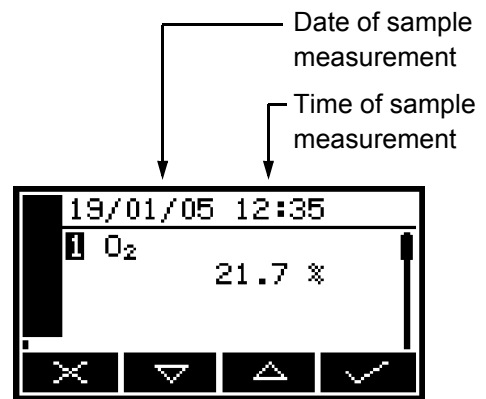 Date of sample
measurement
Time of sample
measurement
19/01/05 12:35
1 O₂
21.7 %